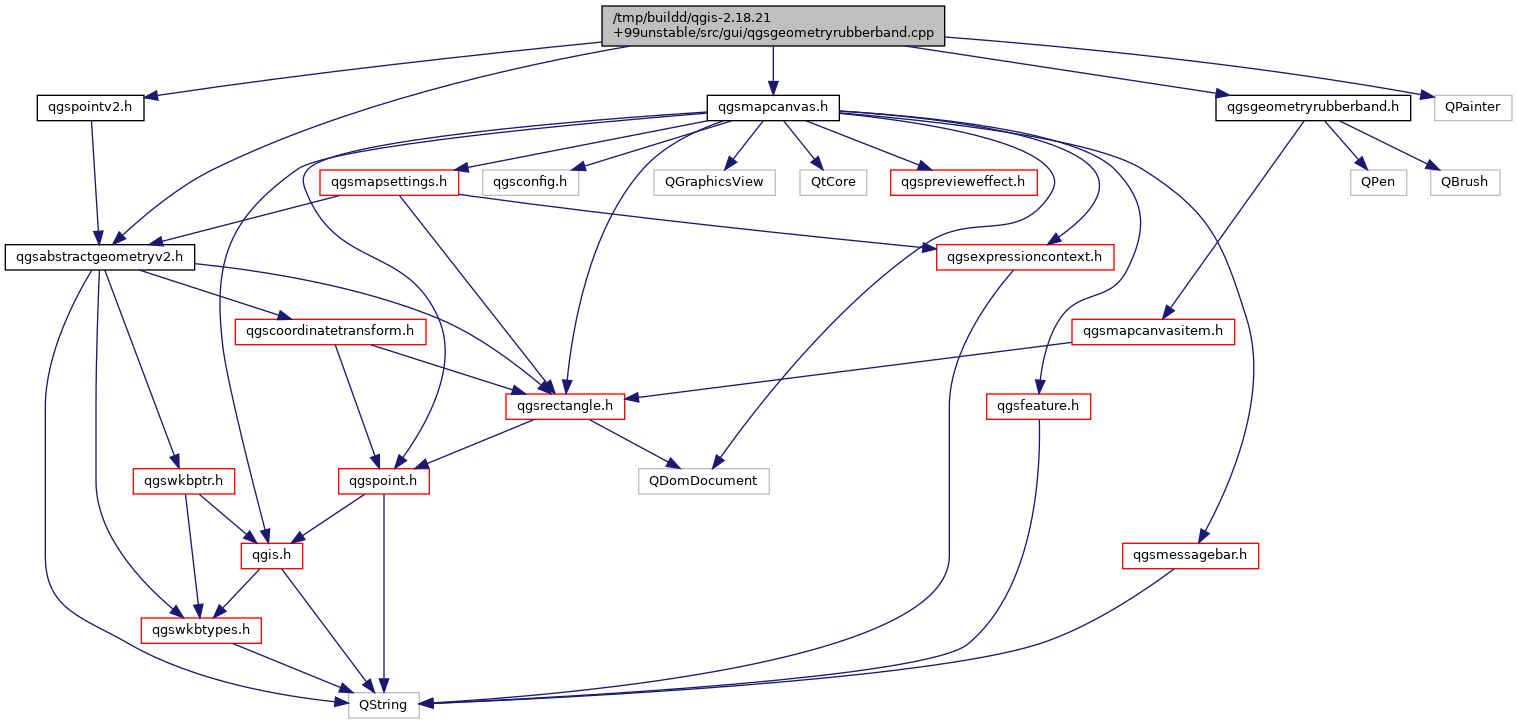 /tmp/buildd/qgis-2.18.21
+99unstable/src/gui/qgsgeometryrubberband.cpp
qgspointv2.h
qgsmapcanvas.h
qgsgeometryrubberband.h
QPainter
qgsmapsettings.h
qgsconfig.h
QGraphicsView
QtCore
qgspreviewеffect.h
QPen
QBrush
qgsabstractgeometryv2.h
qgsexpressioncontext.h
qgscoordinatetransform.h
qgsmapcanvasitem.h
qgsrectangle.h
qgsfeature.h
qgswkbptr.h
qgspoint.h
QDomDocument
qgis.h
qgsmessagebar.h
qgswkbtypes.h
QString